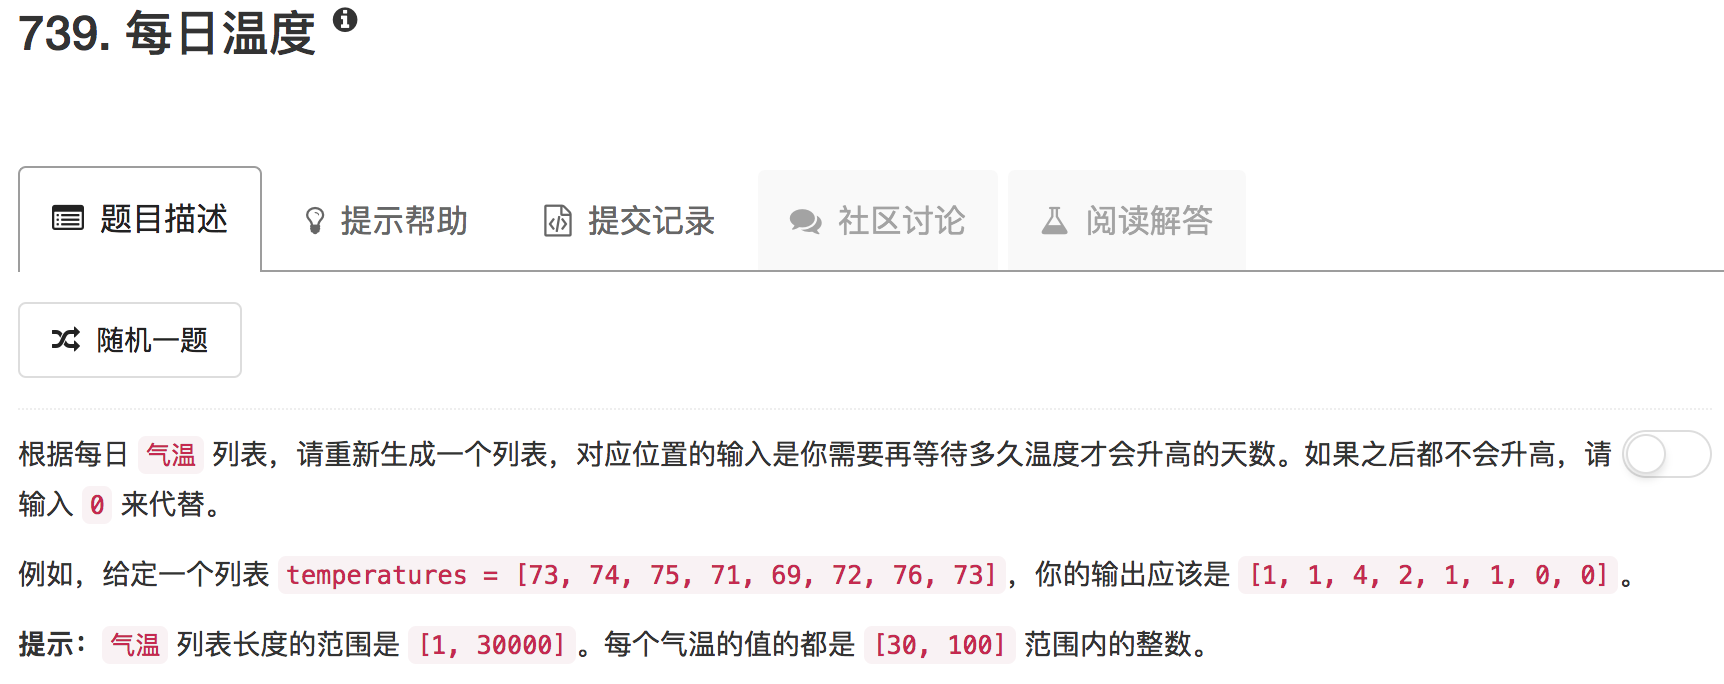 739. 每日温度
题目描述 提示帮助 提交记录 社区讨论 阅读解答
随机一题
根据每日 气温 列表，请重新生成一个列表，对应位置的输入是你需要再等待多久温度才会升高的天数。如果之后都不会升高，请
输入 0 来代替。
例如，给定一个列表 temperatures = [73, 74, 75, 71, 69, 72, 76, 73]，你的输出应该是 [1, 1, 4, 2, 1, 1, 0, 0]。
提示：气温 列表长度的范围是 [1, 30000]。每个气温的值的都是 [30, 100] 范围内的整数。